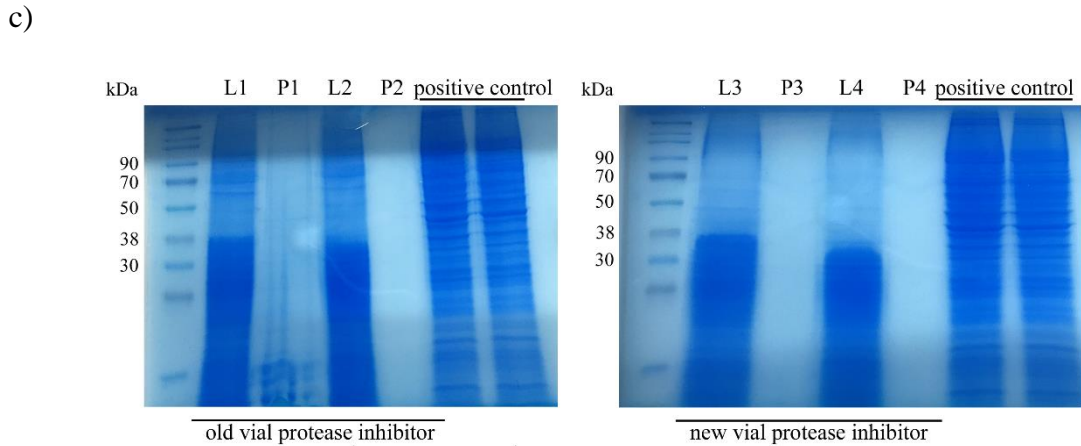 c)
kDa L1 P1 L2 P2 positive control
90
70
50
38
30
old vial protease inhibitor
kDa L3 P3 L4 P4 positive control
90
70
50
38
30
new vial protease inhibitor